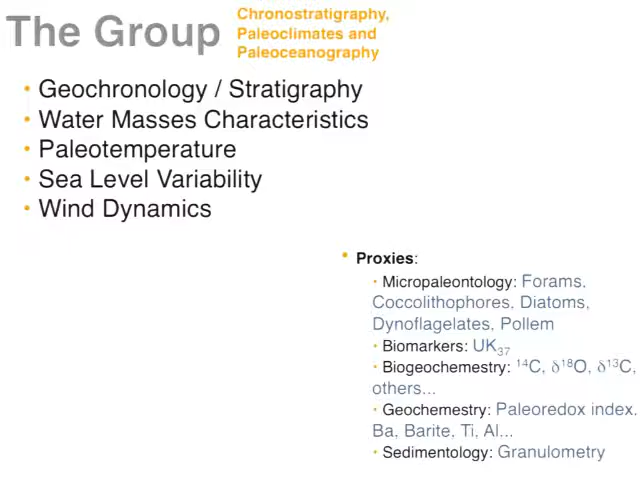 The Group
Chronostratigraphy,
Paleoclimates and
Paleoceanography
• Geochronology / Stratigraphy
• Water Masses Characteristics
• Paleotemperature
• Sea Level Variability
• Wind Dynamics
• Proxies:
• Micropaleontology: Forams,
Coccolithophores, Diatoms,
Dynoflagelates, Pollem
• Biomarkers: UK₃₇
• Biogeochemestry: ¹⁴C, δ¹⁸O, δ¹³C,
others...
• Geochemestry: Paleoredox index.
Ba, Barite, Ti, Al...
• Sedimentology: Granulometry